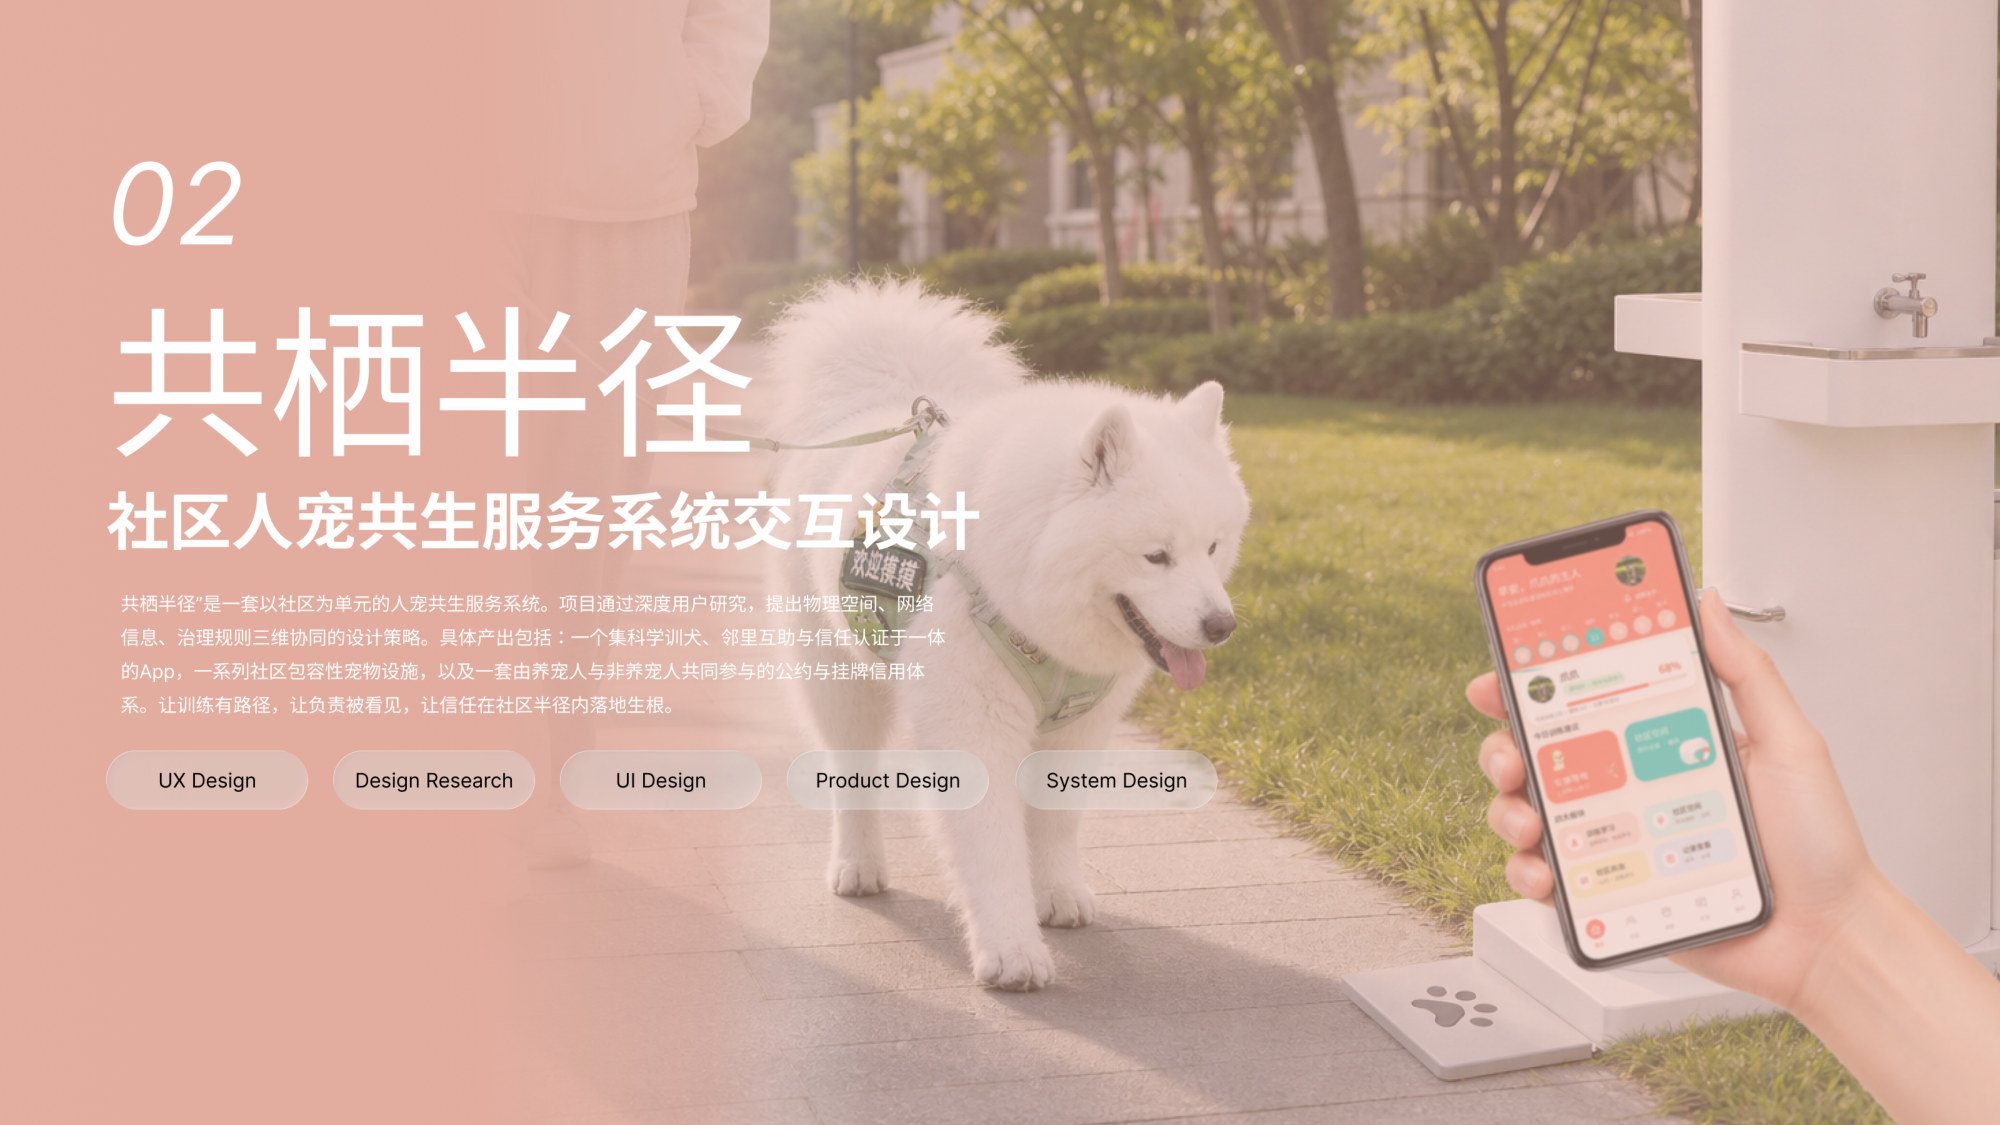 02
共栖半径
社区人宠共生服务系统交互设计
欢迎摸摸
共栖半径”是一套以社区为单元的人宠共生服务系统。项目通过深度用户研究，提出物理空间、网络
信息、治理规则三维协同的设计策略。具体产出包括：一个集科学训犬、邻里互助与信任认证于一体
的App，一系列社区包容性宠物设施，以及一套由养宠人与非养宠人共同参与的公约与挂牌信用体
系。让训练有路径，让负责被看见，让信任在社区半径内落地生根。
UX Design
Design Research
UI Design
Product Design
System Design
68%